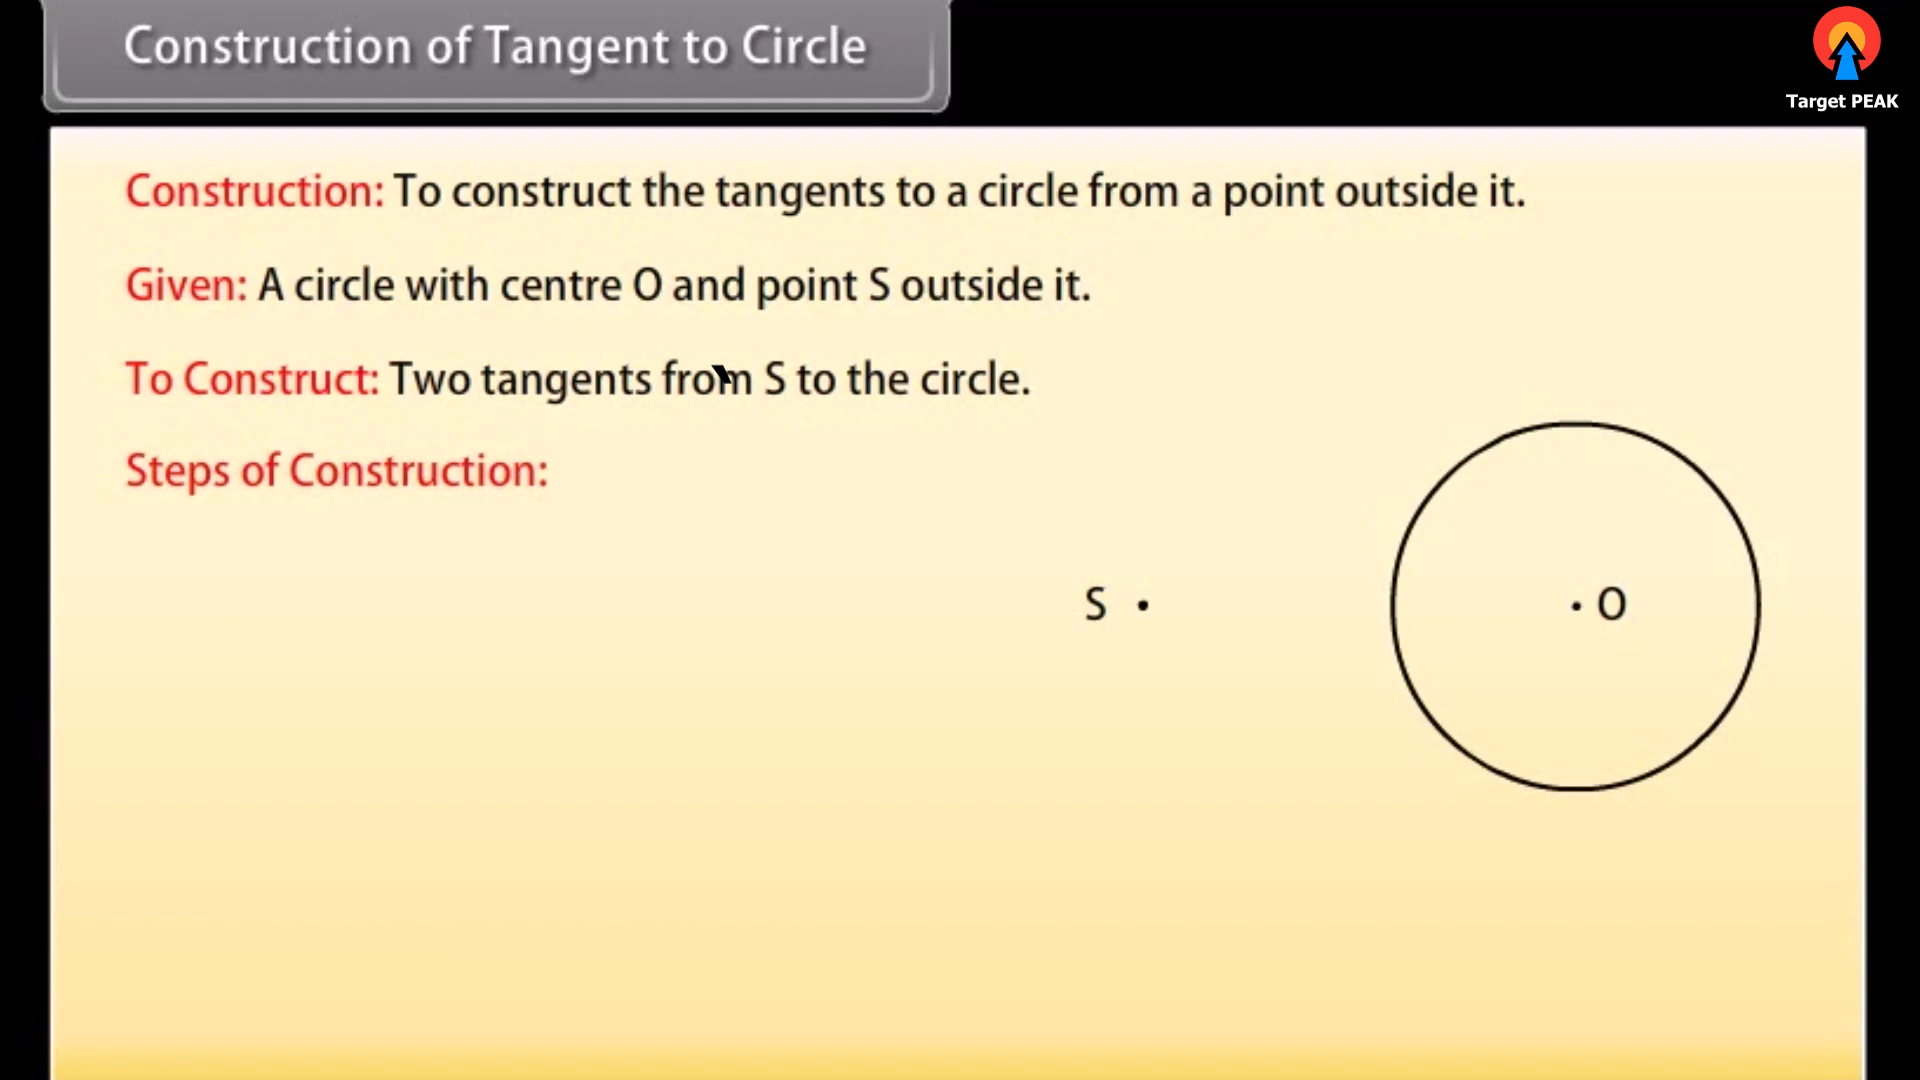 Construction of Tangent to Circle
Target PEAK
Construction: To construct the tangents to a circle from a point outside it.
Given: A circle with centre O and point S outside it.
To Construct: Two tangents from S to the circle.
Steps of Construction:
S
O